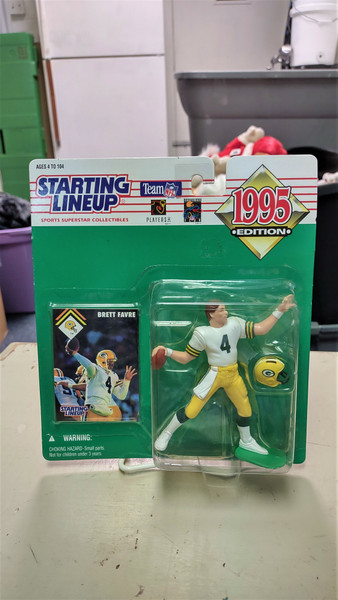 AGES 4 TO 104
STARTING
LINEUP
SPORTS SUPERSTAR COLLECTIBLES
Team NFL
PLAYERS
1995
EDITION
BRETT FAVRE
4
4
STARTING
LINEUP
G
WARNING:
CHOKING HAZARD-Small parts.
Not for children under 3 years.